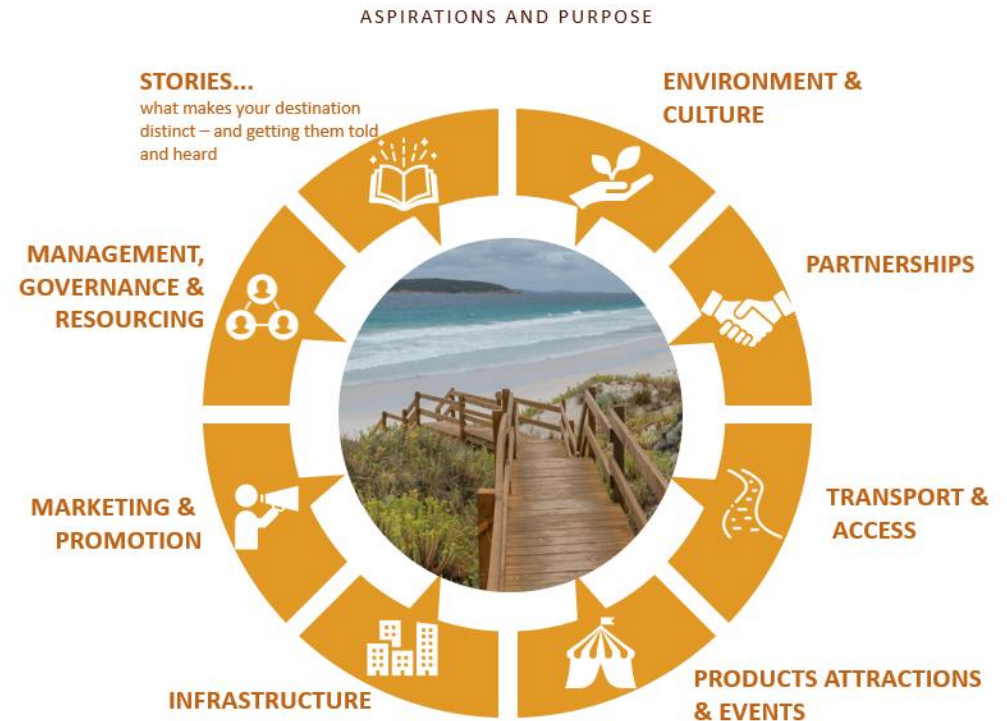 ASPIRATIONS AND PURPOSE
STORIES...
what makes your destination
distinct – and getting them told
and heard
ENVIRONMENT &
CULTURE
PARTNERSHIPS
TRANSPORT &
ACCESS
PRODUCTS ATTRACTIONS
& EVENTS
INFRASTRUCTURE
MARKETING &
PROMOTION
MANAGEMENT,
GOVERNANCE &
RESOURCING